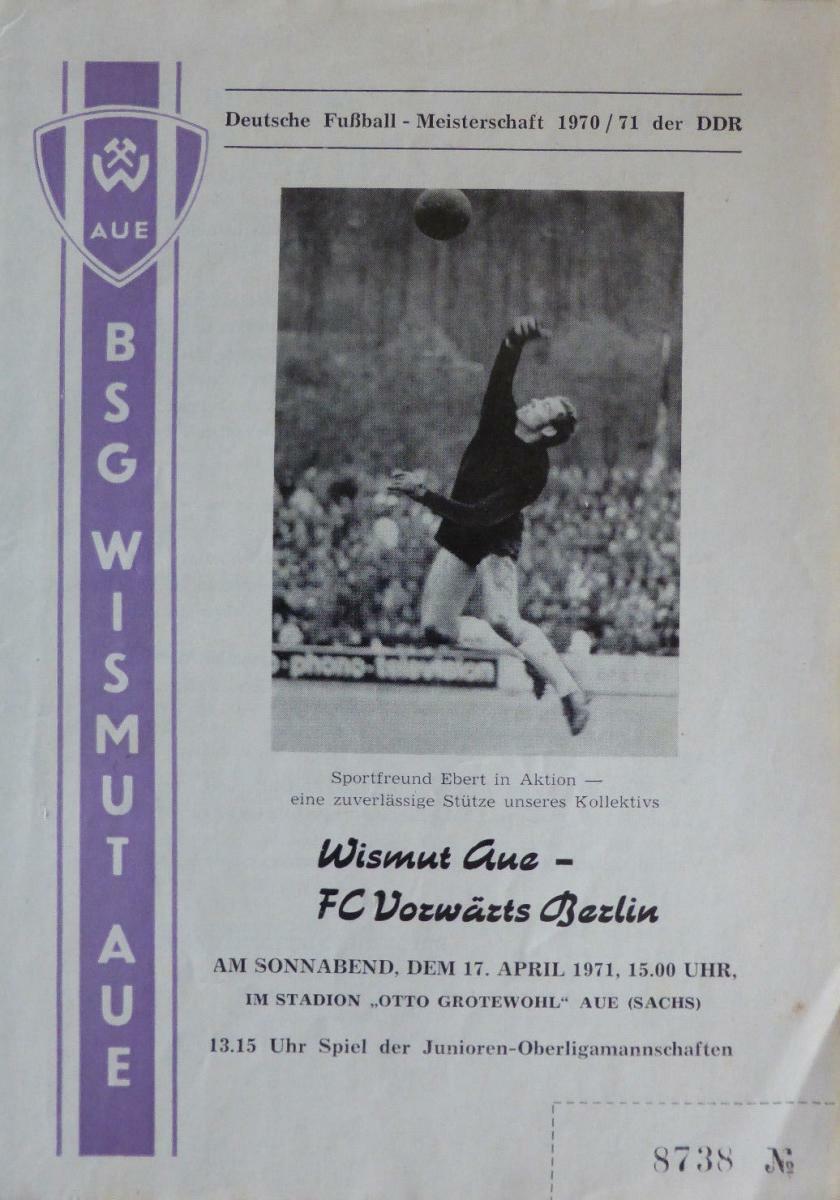 Deutsche Fußball - Meisterschaft 1970/71 der DDR
W
AUE
BSG WISMUT AUE
phono-television
Sportfreund Ebert in Aktion —
eine zuverlässige Stütze unseres Kollektivs
Wismut Aue –
FC Vorwärts Berlin
AM SONNABEND, DEM 17. APRIL 1971, 15.00 UHR,
IM STADION „OTTO GROTEWOHL“ AUE (SACHS)
13.15 Uhr Spiel der Junioren-Oberligamannschaften
8738 №